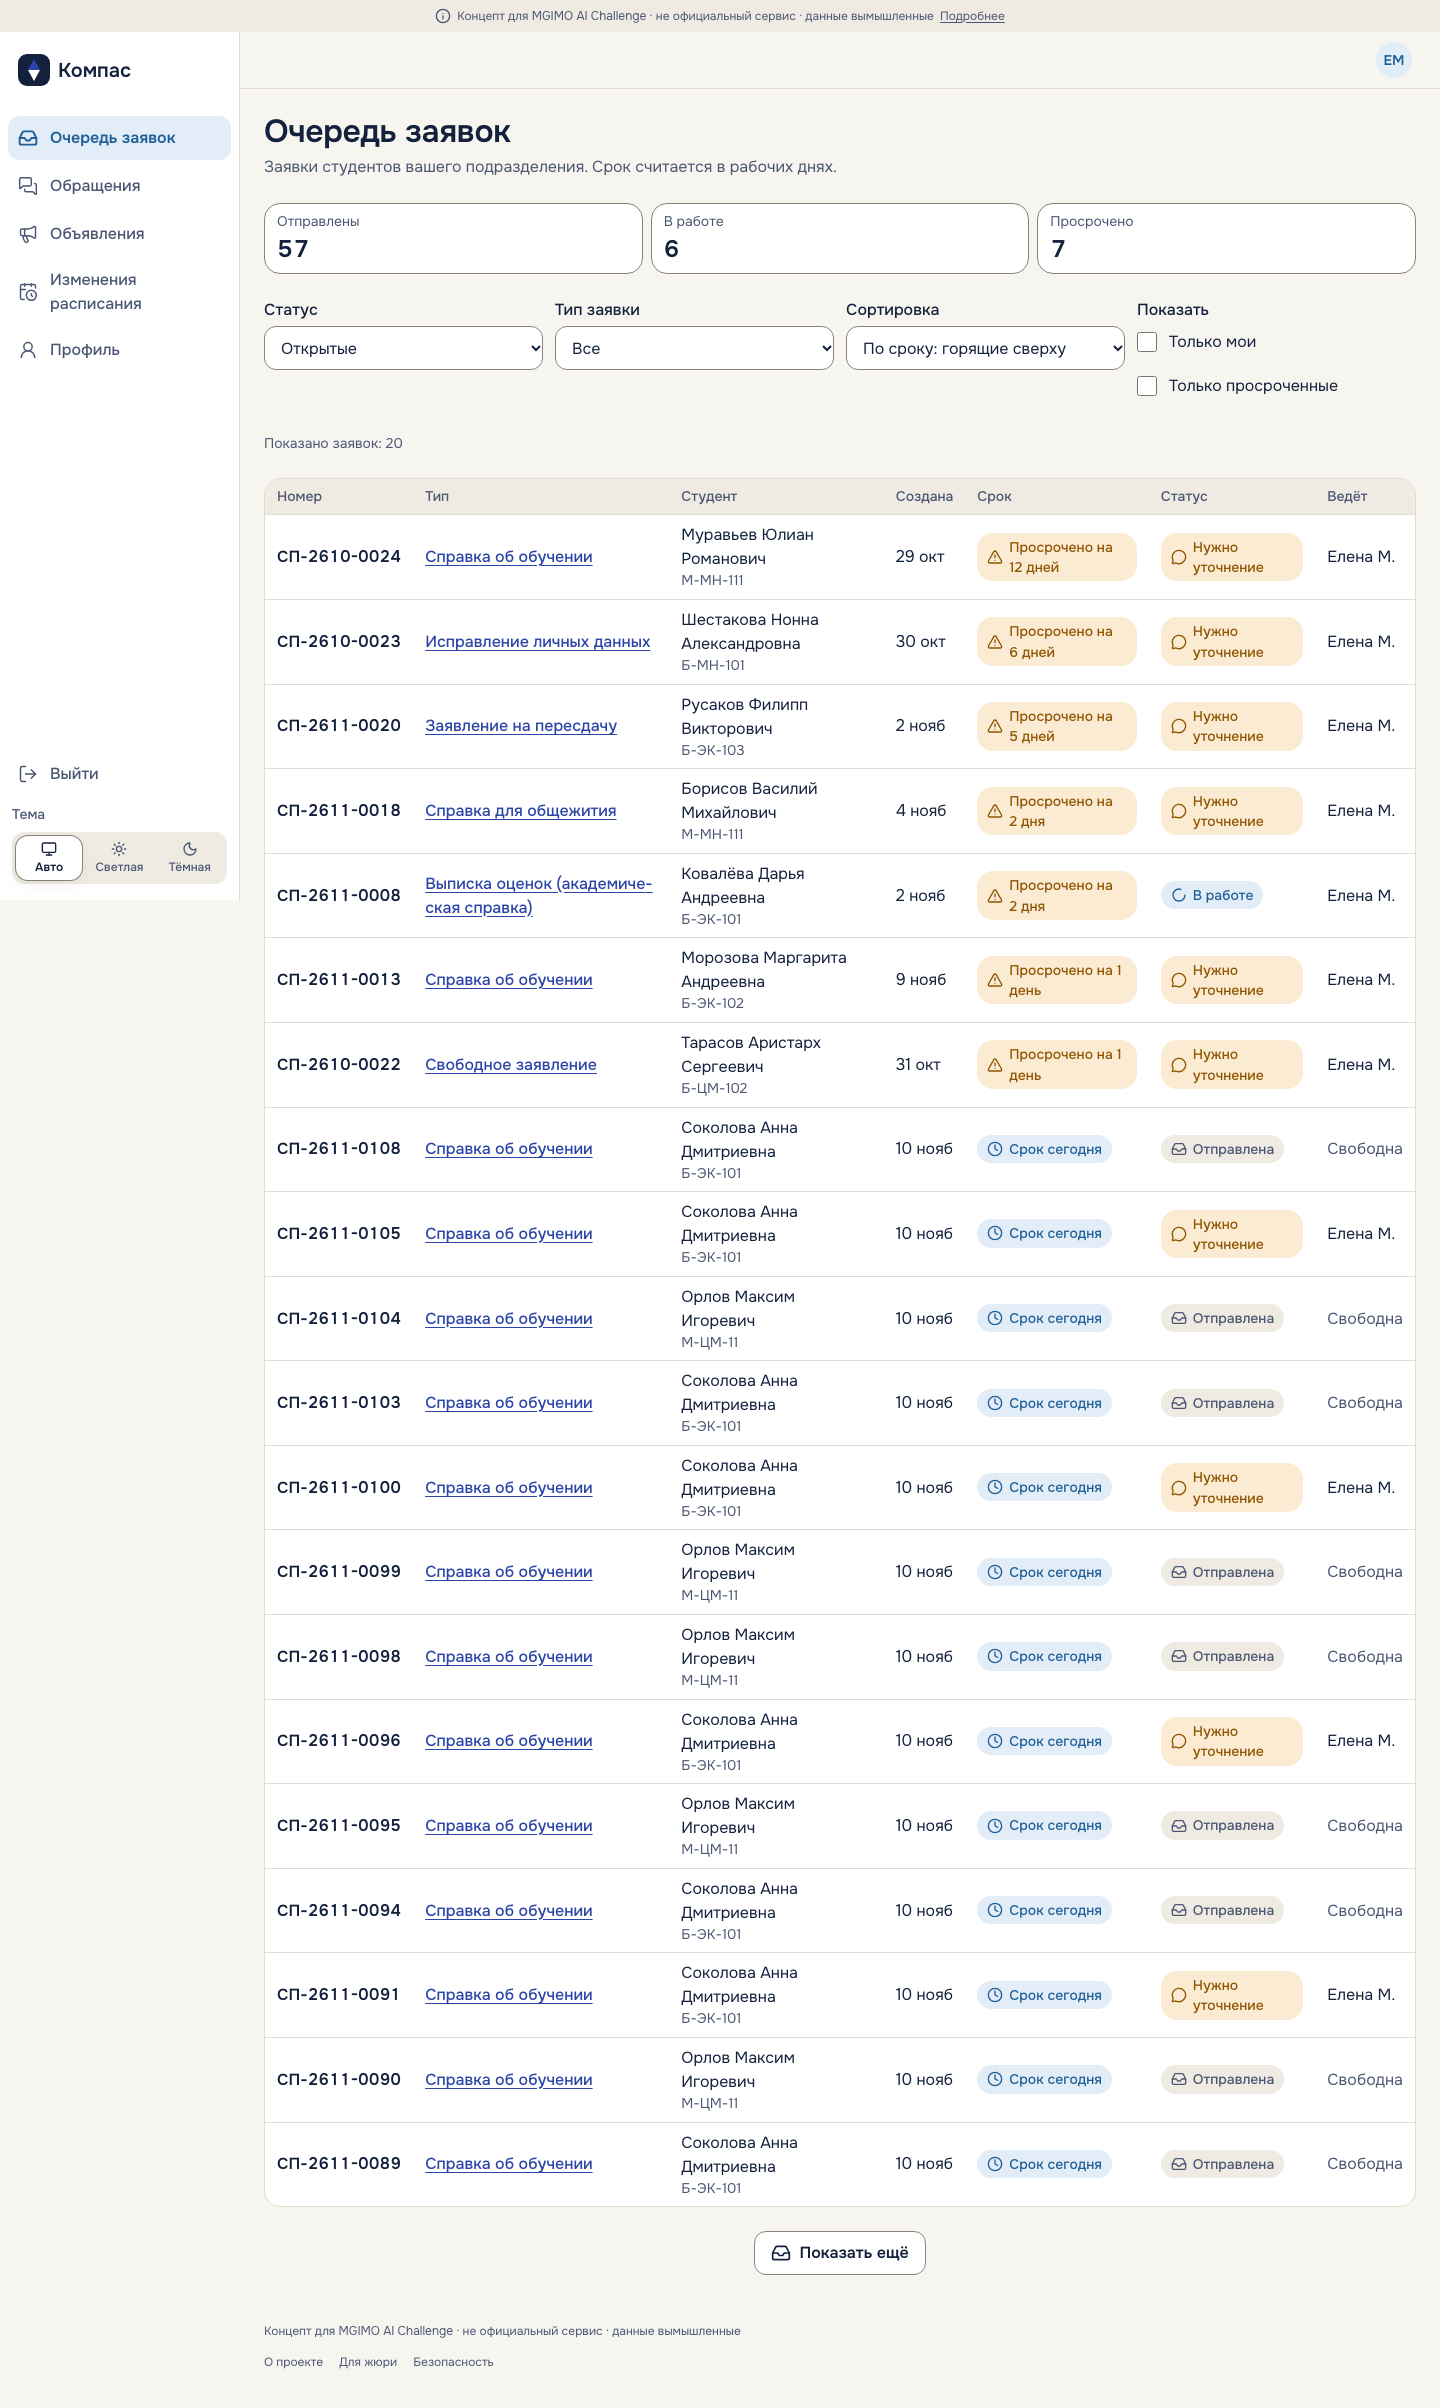 Концепт для MGIMO AI Challenge · не официальный сервис · данные вымышленные Подробнее
Компас
ЕМ
Очередь заявок
Обращения
Объявления
Изменения
расписания
Профиль
Выйти
Тема
Авто
Светлая
Тёмная
Очередь заявок
Заявки студентов вашего подразделения. Срок считается в рабочих днях.
Отправлены
57
В работе
6
Просрочено
7
Статус
Открытые
Тип заявки
Все
Сортировка
По сроку: горящие сверху
Показать
Только мои
Только просроченные
Показано заявок: 20
Номер Тип Студент Создана Срок Статус Ведёт
СП-2610-0024 Справка об обучении Муравьев Юлиан
Романович
М-МН-111 29 окт Просрочено на
12 дней Нужно
уточнение Елена М.
СП-2610-0023 Исправление личных данных Шестакова Нонна
Александровна
Б-МН-101 30 окт Просрочено на
6 дней Нужно
уточнение Елена М.
СП-2611-0020 Заявление на пересдачу Русаков Филипп
Викторович
Б-ЭК-103 2 нояб Просрочено на
5 дней Нужно
уточнение Елена М.
СП-2611-0018 Справка для общежития Борисов Василий
Михайлович
М-МН-111 4 нояб Просрочено на
2 дня Нужно
уточнение Елена М.
СП-2611-0008 Выписка оценок (академиче-
ская справка) Ковалёва Дарья
Андреевна
Б-ЭК-101 2 нояб Просрочено на
2 дня В работе Елена М.
СП-2611-0013 Справка об обучении Морозова Маргарита
Андреевна
Б-ЭК-102 9 нояб Просрочено на 1
день Нужно
уточнение Елена М.
СП-2610-0022 Свободное заявление Тарасов Аристарх
Сергеевич
Б-ЦМ-102 31 окт Просрочено на 1
день Нужно
уточнение Елена М.
СП-2611-0108 Справка об обучении Соколова Анна
Дмитриевна
Б-ЭК-101 10 нояб Срок сегодня Отправлена Свободна
СП-2611-0105 Справка об обучении Соколова Анна
Дмитриевна
Б-ЭК-101 10 нояб Срок сегодня Нужно
уточнение Елена М.
СП-2611-0104 Справка об обучении Орлов Максим
Игоревич
М-ЦМ-11 10 нояб Срок сегодня Отправлена Свободна
СП-2611-0103 Справка об обучении Соколова Анна
Дмитриевна
Б-ЭК-101 10 нояб Срок сегодня Отправлена Свободна
СП-2611-0100 Справка об обучении Соколова Анна
Дмитриевна
Б-ЭК-101 10 нояб Срок сегодня Нужно
уточнение Елена М.
СП-2611-0099 Справка об обучении Орлов Максим
Игоревич
М-ЦМ-11 10 нояб Срок сегодня Отправлена Свободна
СП-2611-0098 Справка об обучении Орлов Максим
Игоревич
М-ЦМ-11 10 нояб Срок сегодня Отправлена Свободна
СП-2611-0096 Справка об обучении Соколова Анна
Дмитриевна
Б-ЭК-101 10 нояб Срок сегодня Нужно
уточнение Елена М.
СП-2611-0095 Справка об обучении Орлов Максим
Игоревич
М-ЦМ-11 10 нояб Срок сегодня Отправлена Свободна
СП-2611-0094 Справка об обучении Соколова Анна
Дмитриевна
Б-ЭК-101 10 нояб Срок сегодня Отправлена Свободна
СП-2611-0091 Справка об обучении Соколова Анна
Дмитриевна
Б-ЭК-101 10 нояб Срок сегодня Нужно
уточнение Елена М.
СП-2611-0090 Справка об обучении Орлов Максим
Игоревич
М-ЦМ-11 10 нояб Срок сегодня Отправлена Свободна
СП-2611-0089 Справка об обучении Соколова Анна
Дмитриевна
Б-ЭК-101 10 нояб Срок сегодня Отправлена Свободна
Показать ещё
Концепт для MGIMO AI Challenge · не официальный сервис · данные вымышленные
О проекте Для жюри Безопасность